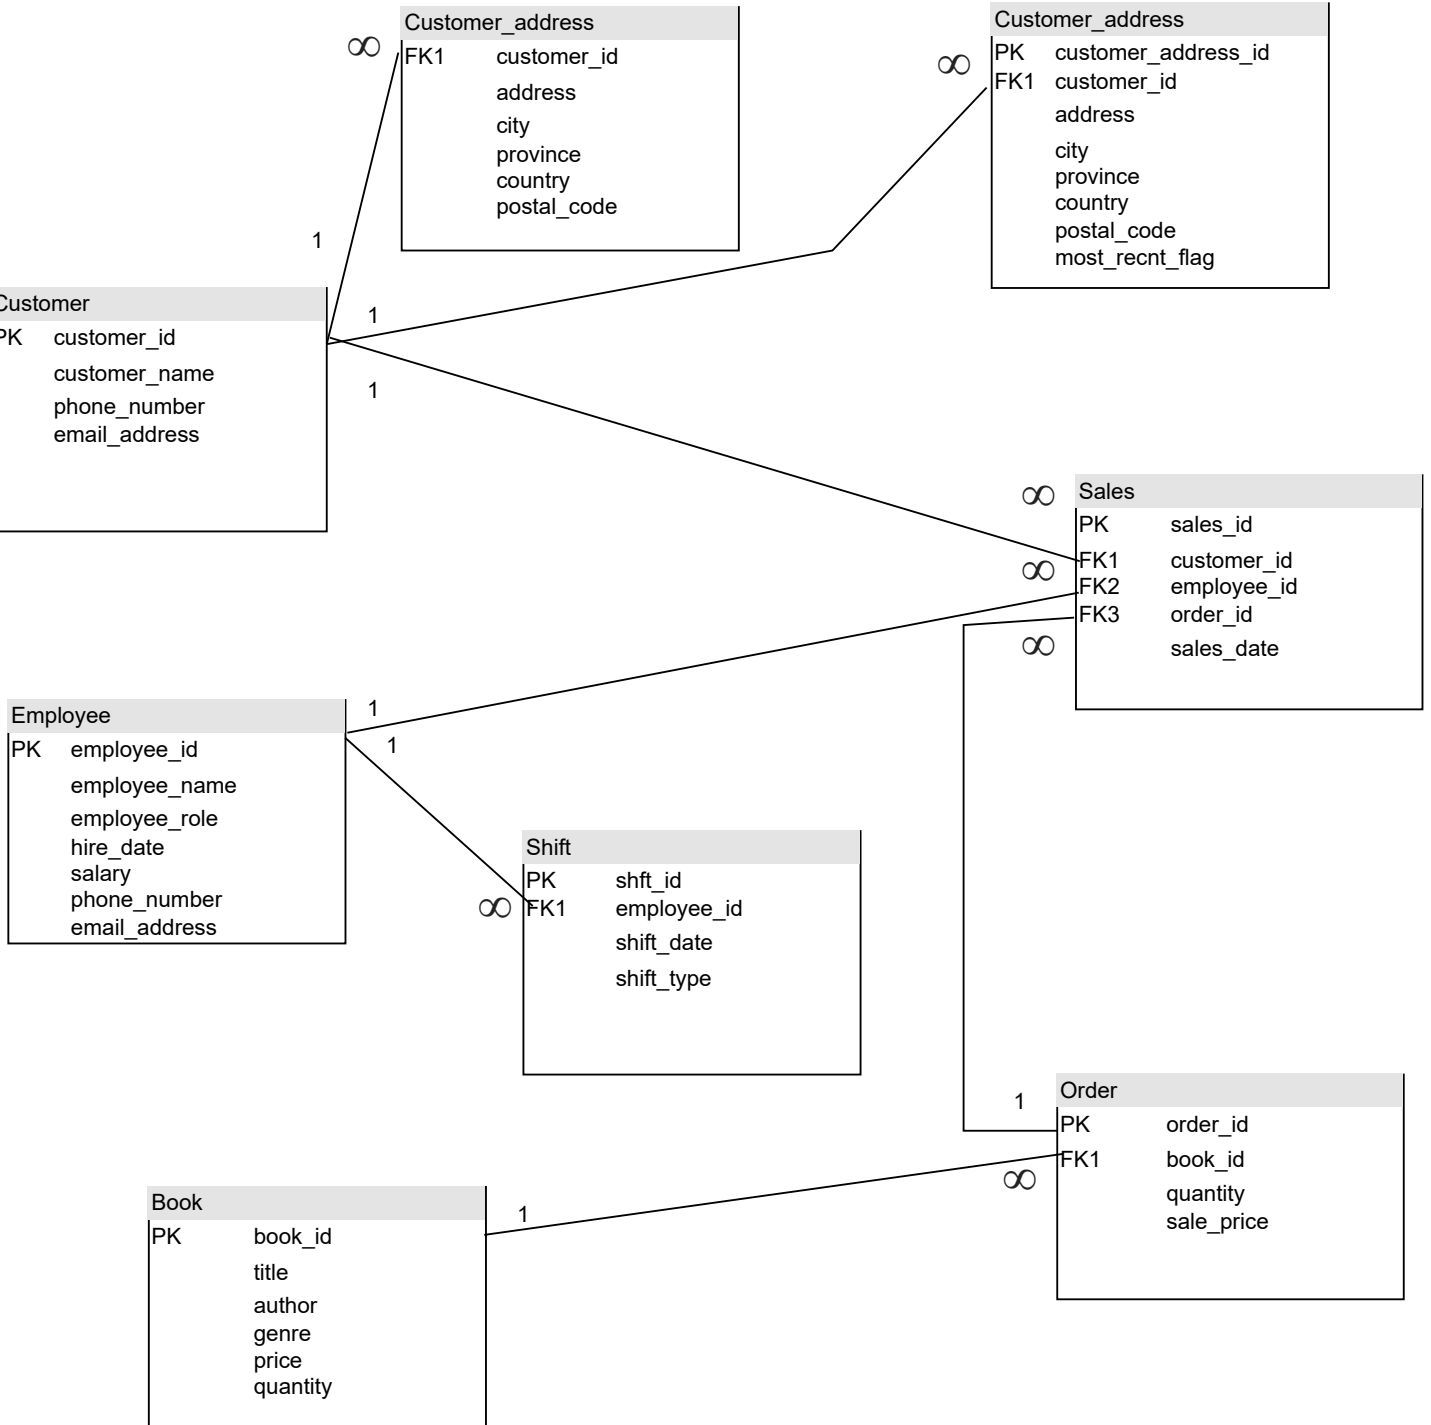 Customer_address
∞
FK1 customer_id
address
city
province
country
postal_code
1
Customer_address
∞
PK customer_address_id
FK1 customer_id
address
city
province
country
postal_code
most_recnt_flag
1
Customer
PK customer_id
customer_name
phone_number
email_address
1
∞
∞
∞
Sales
PK sales_id
FK1 customer_id
FK2 employee_id
FK3 order_id
sales_date
Employee
PK employee_id
employee_name
employee_role
hire_date
salary
phone_number
email_address
1
1
∞
Shift
PK shft_id
FK1 employee_id
shift_date
shift_type
1
∞
Order
PK order_id
FK1 book_id
quantity
sale_price
Book
PK book_id
title
author
genre
price
quantity
1